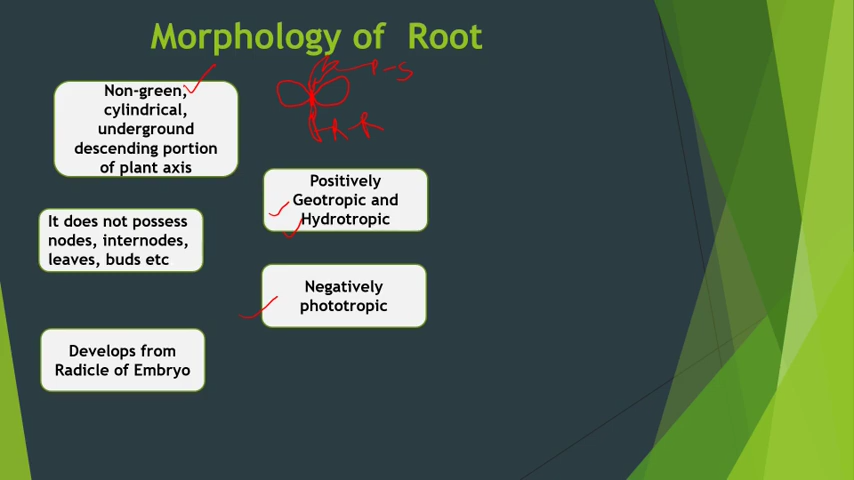 Morphology of Root
Non-green,
cylindrical,
underground
descending portion
of plant axis
P-S
R-R
Positively
Geotropic and
Hydrotropic
It does not possess
nodes, internodes,
leaves, buds etc
Negatively
phototropic
Develops from
Radicle of Embryo